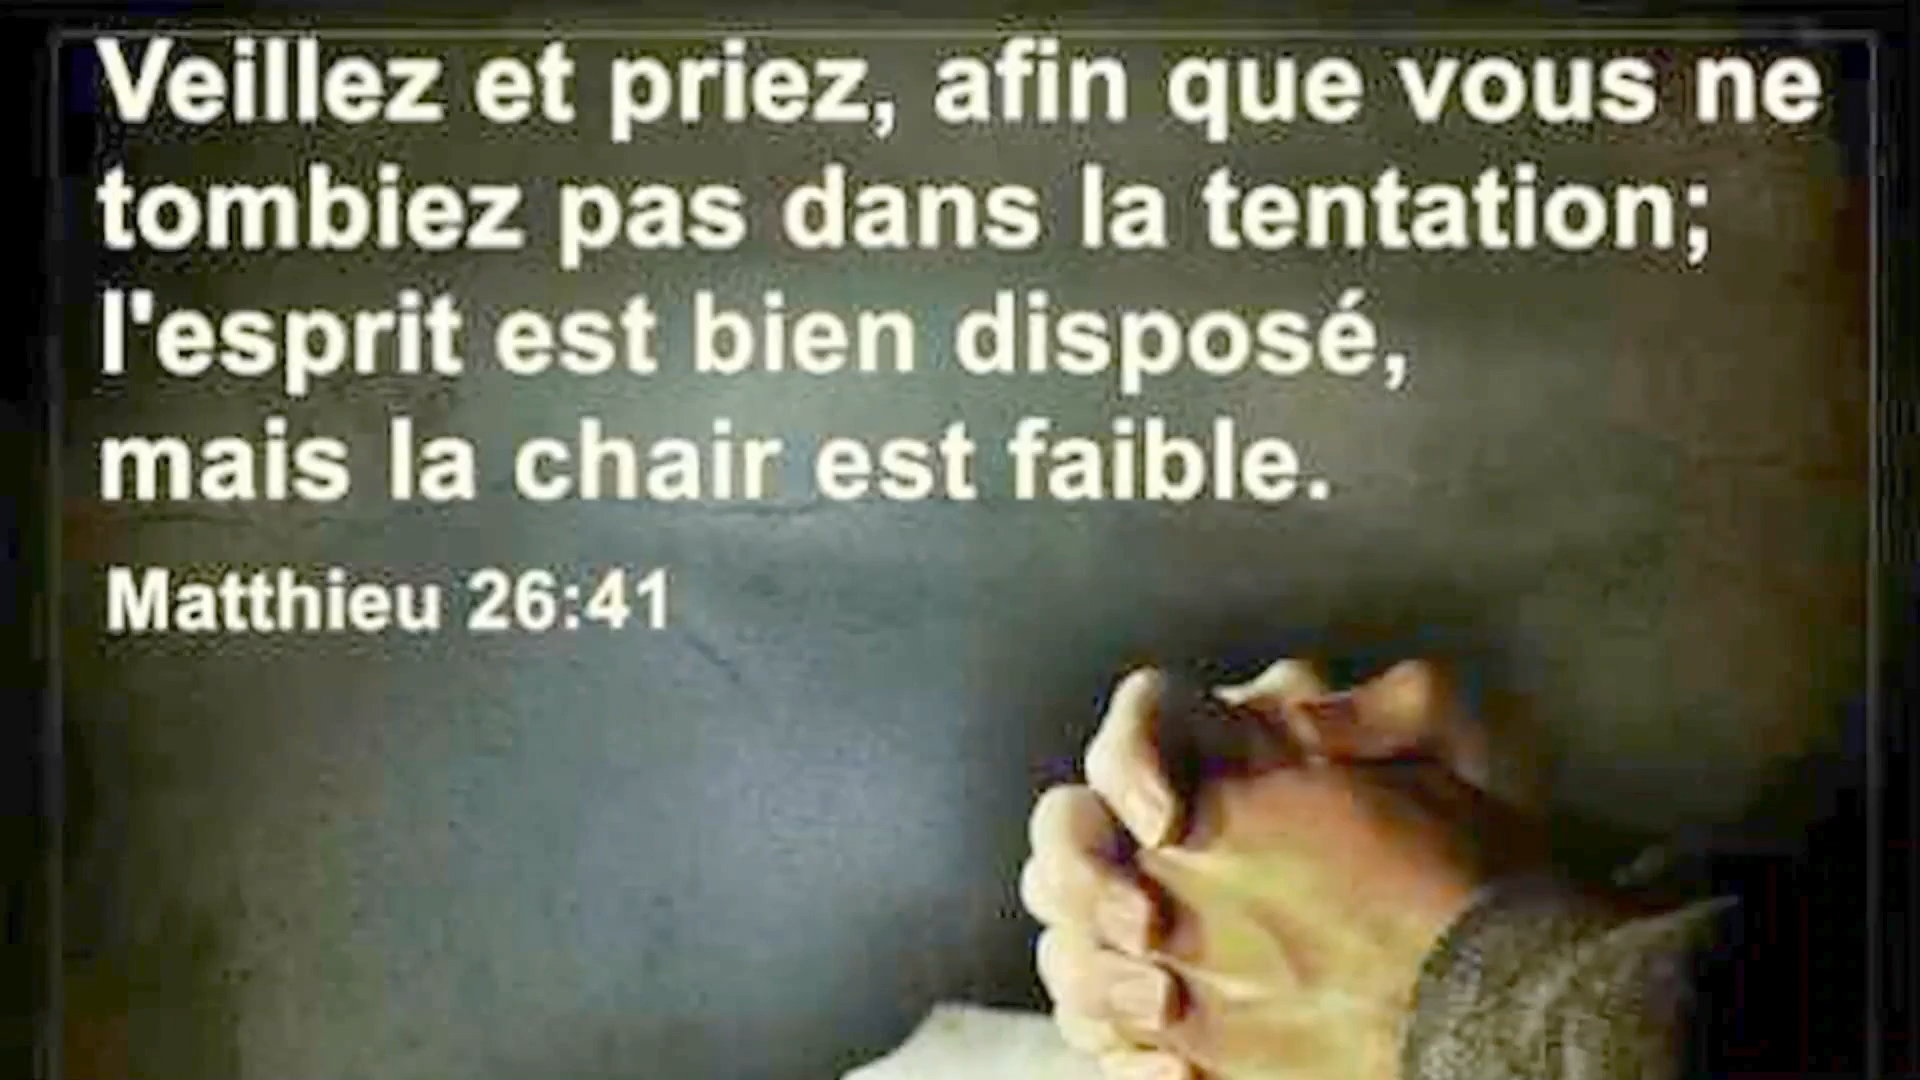 Veillez et priez, afin que vous ne
tombiez pas dans la tentation;
l'esprit est bien disposé,
mais la chair est faible.
Matthieu 26:41